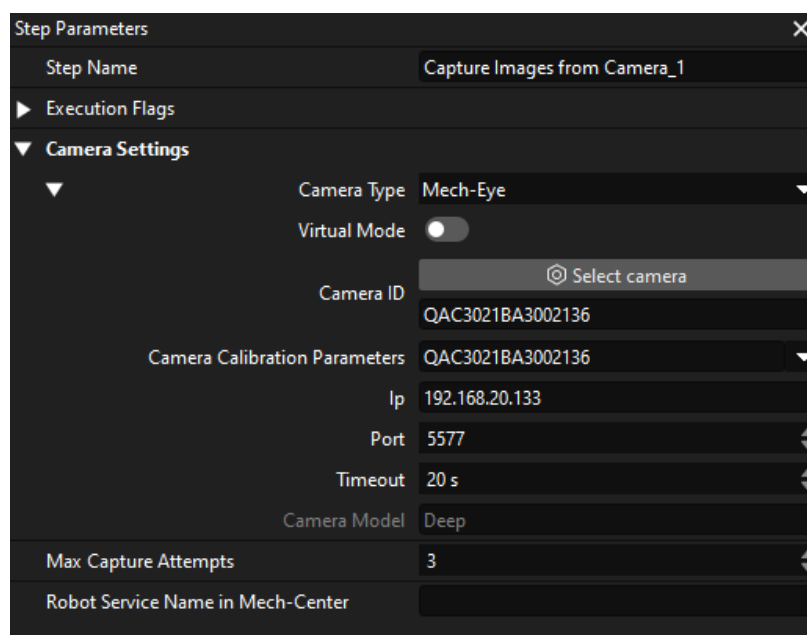 Step Parameters
Step Name Capture Images from Camera_1
Execution Flags
Camera Settings
Camera Type Mech-Eye
Virtual Mode
Select camera
Camera ID
QAC3021BA3002136
Camera Calibration Parameters QAC3021BA3002136
Ip 192.168.20.133
Port 5577
Timeout 20 s
Camera Model Deep
Max Capture Attempts 3
Robot Service Name in Mech-Center